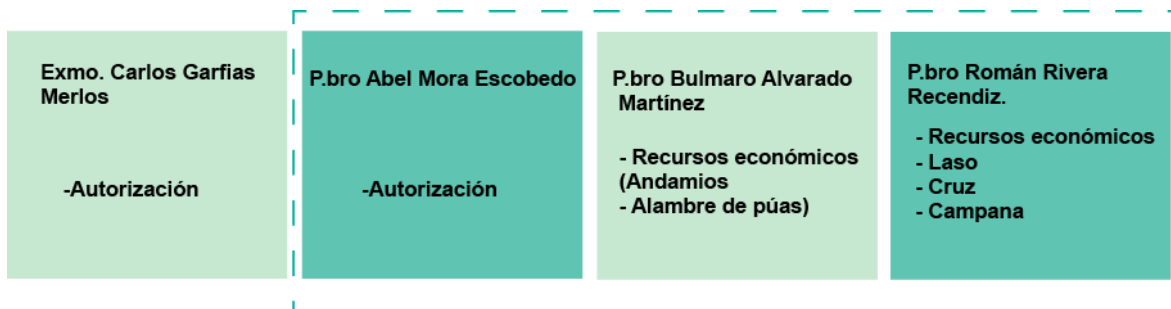 Exmo. Carlos Garfias
Merlos
-Autorización
P.bro Abel Mora Escobedo
-Autorización
P.bro Bulmaro Alvarado
Martínez
- Recursos económicos
(Andamios
- Alambre de púas)
P.bro Román Rivera
Recendiz.
- Recursos económicos
- Laso
- Cruz
- Campana